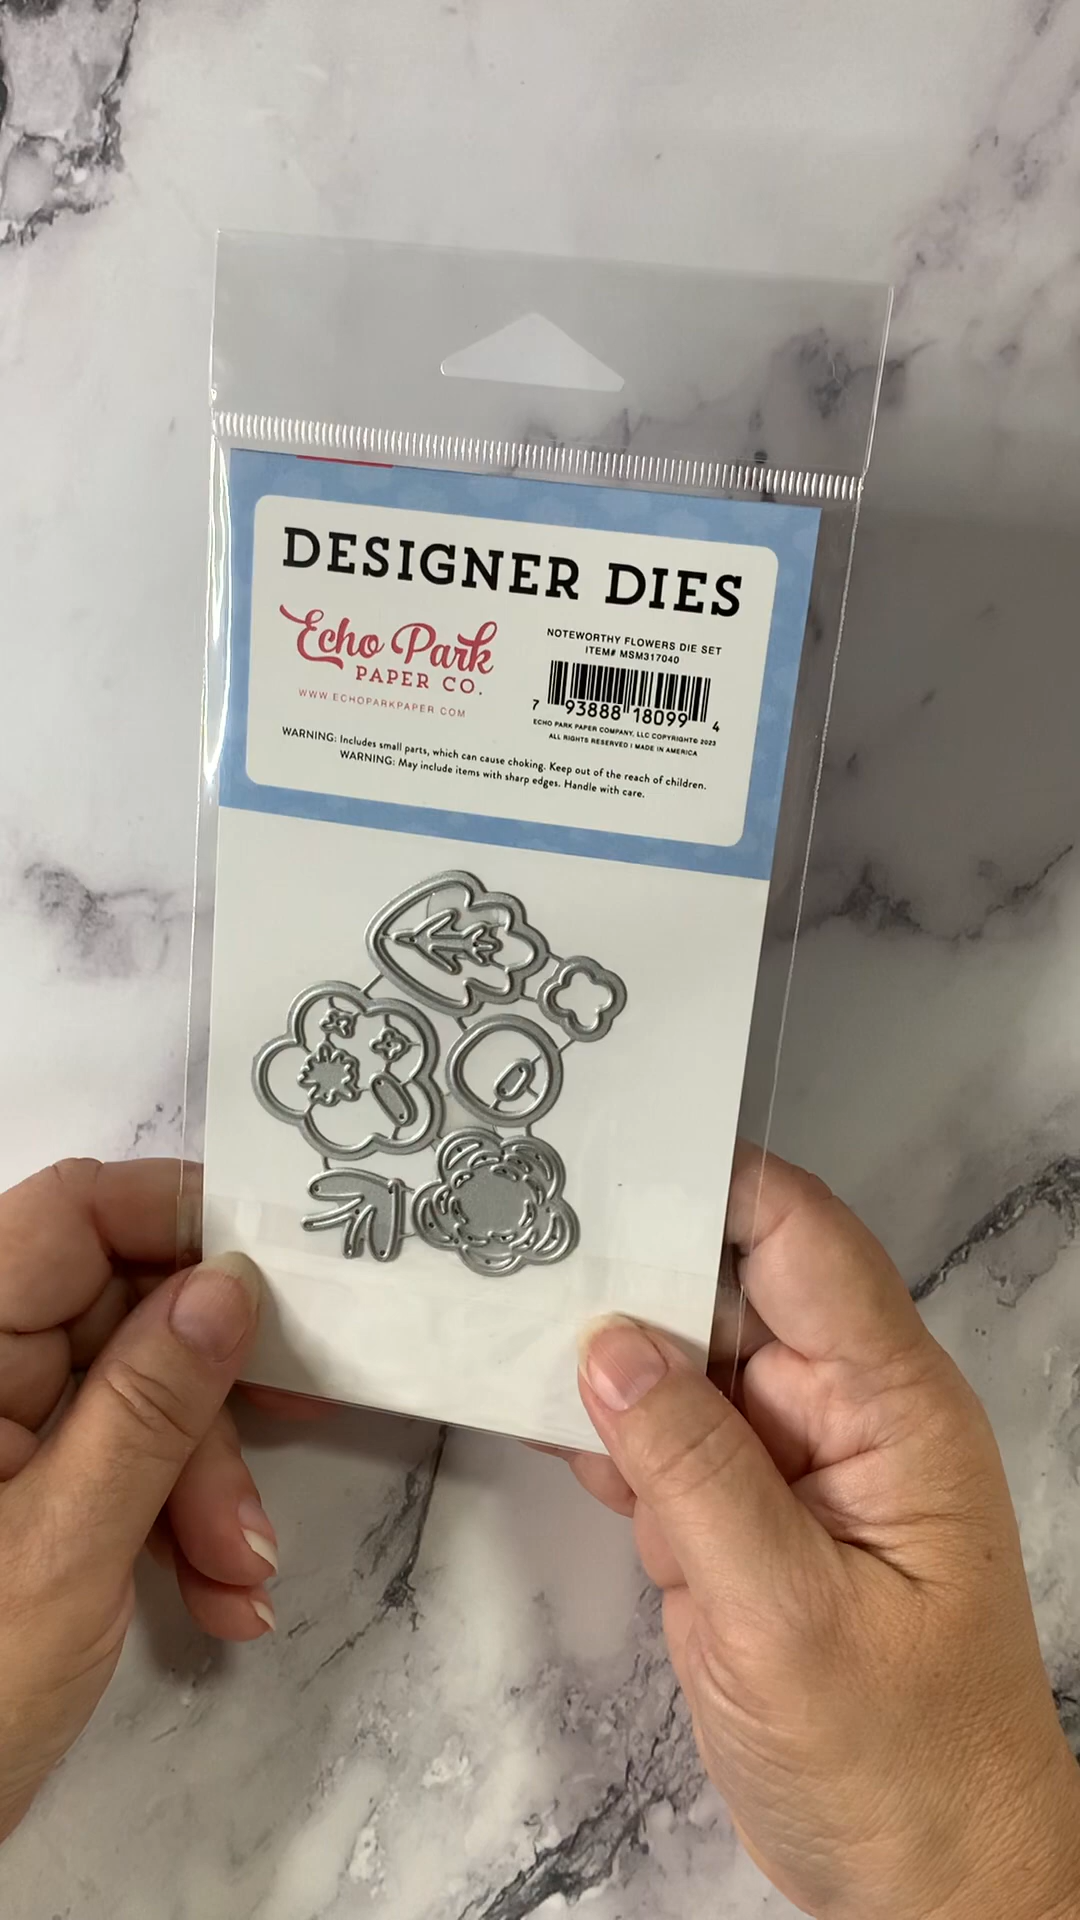 DESIGNER DIES
Echo Park
PAPER CO.
WWW.ECHOPARKPAPER.COM
NOTEWORTHY FLOWERS DIE SET
ITEM# MSM317040
7 93888 18099 4
ECHO PARK PAPER COMPANY, LLC COPYRIGHT© 2023
ALL RIGHTS RESERVED | MADE IN AMERICA
WARNING: Includes small parts, which can cause choking. Keep out of the reach of children.
WARNING: May include items with sharp edges. Handle with care.